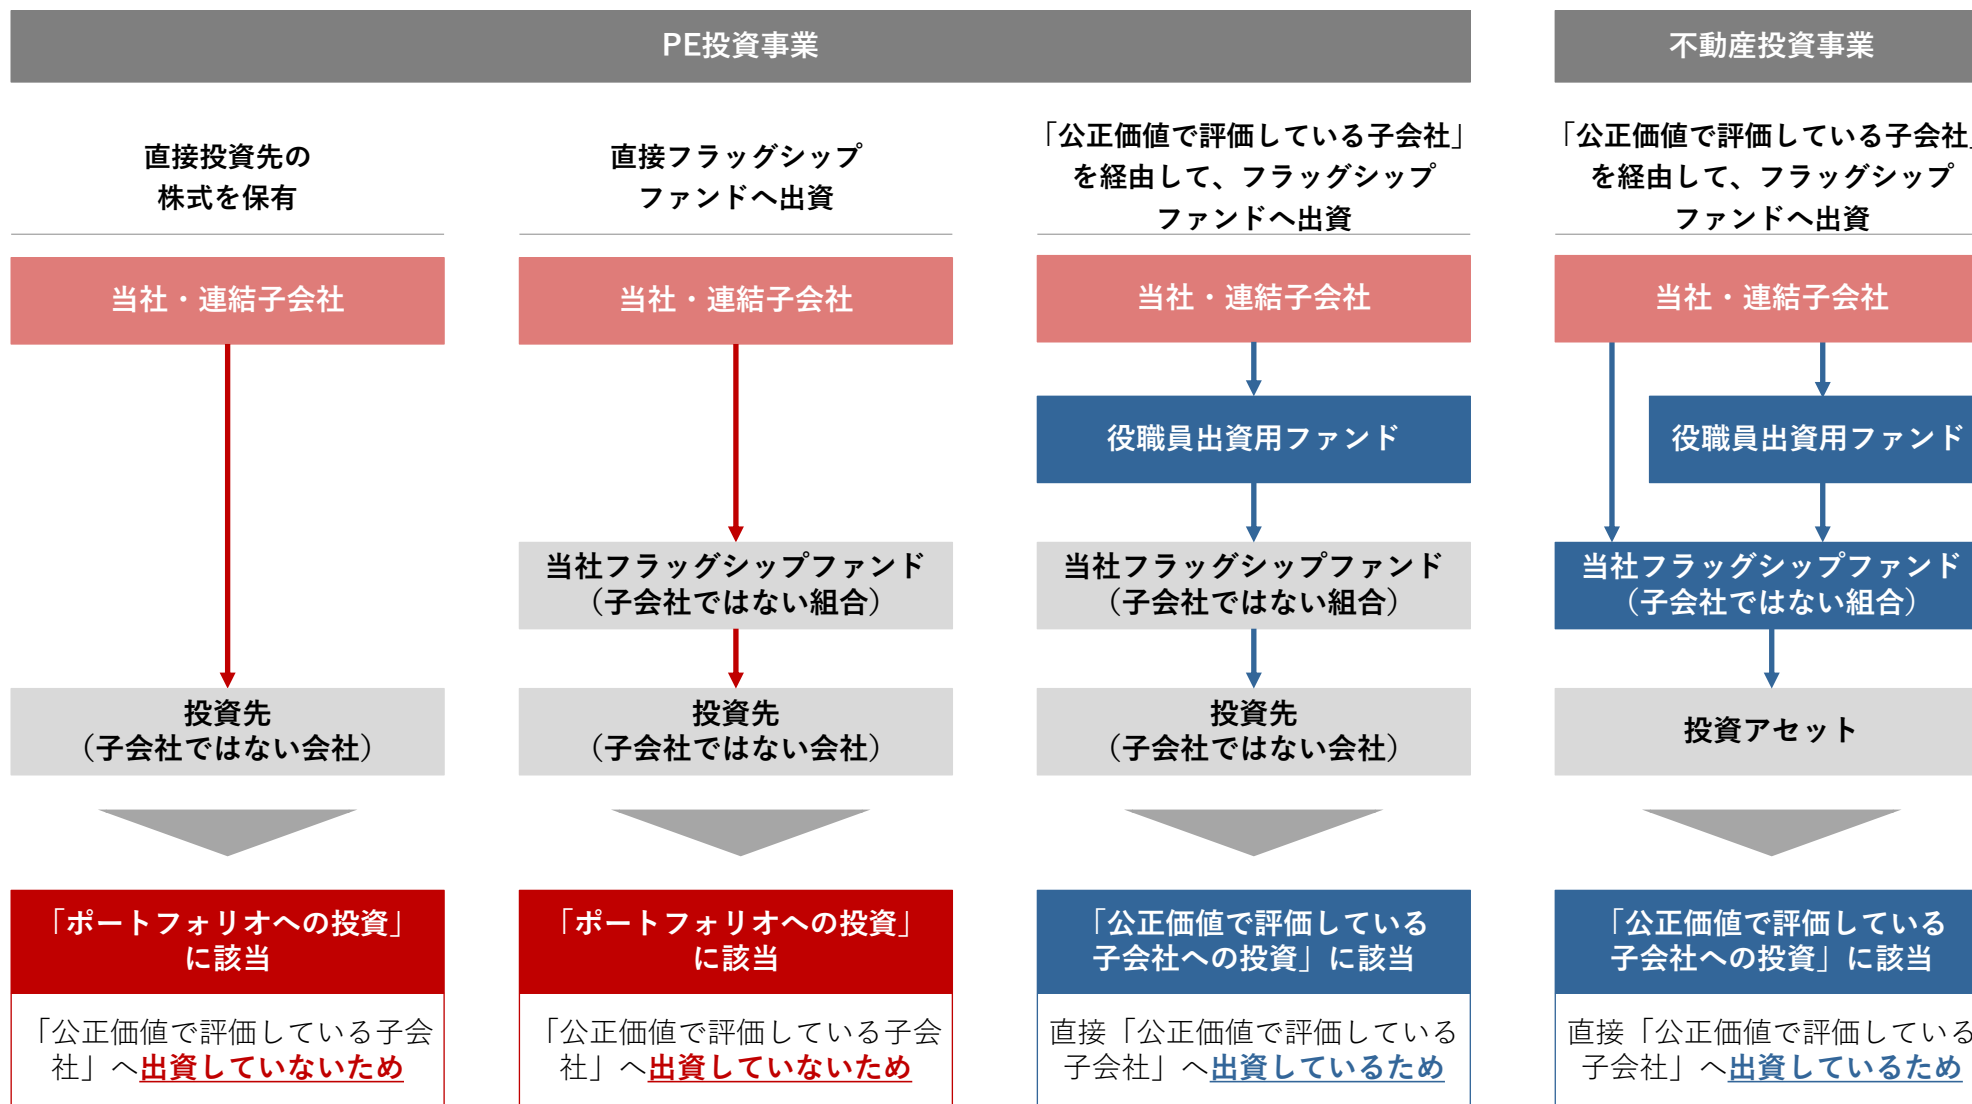 PE投資事業
直接投資先の
株式を保有
当社・連結子会社
投資先
（子会社ではない会社）
「ポートフォリオへの投資」
に該当
「公正価値で評価している子会
社」へ出資していないため
直接フラッグシップ
ファンドへ出資
当社・連結子会社
当社フラッグシップファンド
（子会社ではない組合）
投資先
（子会社ではない会社）
「ポートフォリオへの投資」
に該当
「公正価値で評価している子会
社」へ出資していないため
「公正価値で評価している子会社」
を経由して、フラッグシップ
ファンドへ出資
当社・連結子会社
役職員出資用ファンド
当社フラッグシップファンド
（子会社ではない組合）
投資先
（子会社ではない会社）
「公正価値で評価している
子会社への投資」に該当
直接「公正価値で評価している
子会社」へ出資しているため
不動産投資事業
「公正価値で評価している子会社」
を経由して、フラッグシップ
ファンドへ出資
当社・連結子会社
役職員出資用ファンド
当社フラッグシップファンド
（子会社ではない組合）
投資アセット
「公正価値で評価している
子会社への投資」に該当
直接「公正価値で評価している
子会社」へ出資しているため